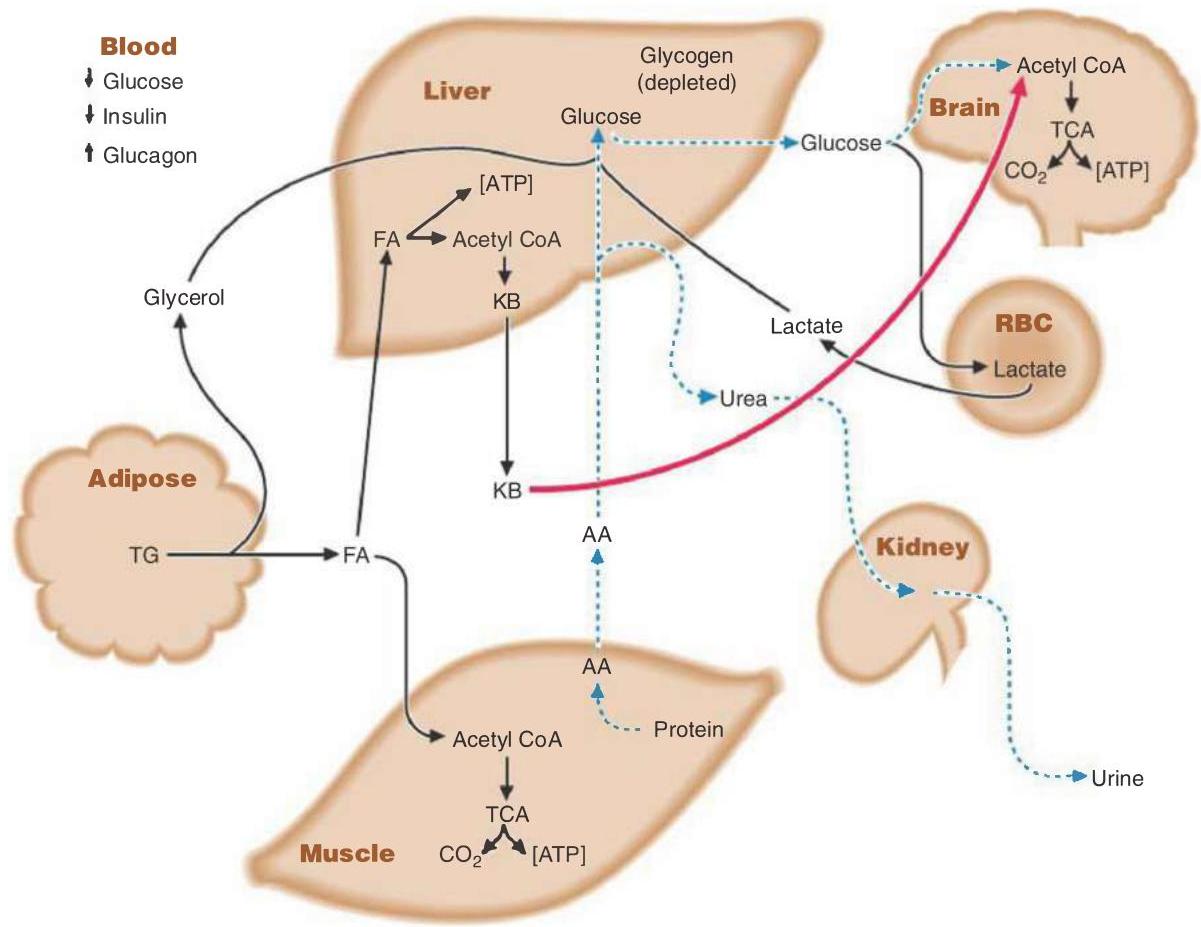 Blood
↓ Glucose
↓ Insulin
↑ Glucagon
Liver
Glycogen
(depleted)
Glucose
[ATP]
FA
Acetyl CoA
KB
Glucose
Brain
Acetyl CoA
TCA
CO2
[ATP]
Glycerol
Lactate
RBC
Lactate
Urea
Adipose
TG
FA
KB
AA
Kidney
AA
Protein
Acetyl CoA
TCA
CO2
[ATP]
Muscle
Urine